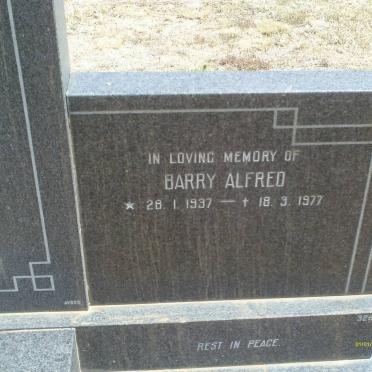 IN LOVING MEMORY OF
BARRY ALFRED
★ 28. 1. 1937 — † 18. 3. 1977
REST IN PEACE.